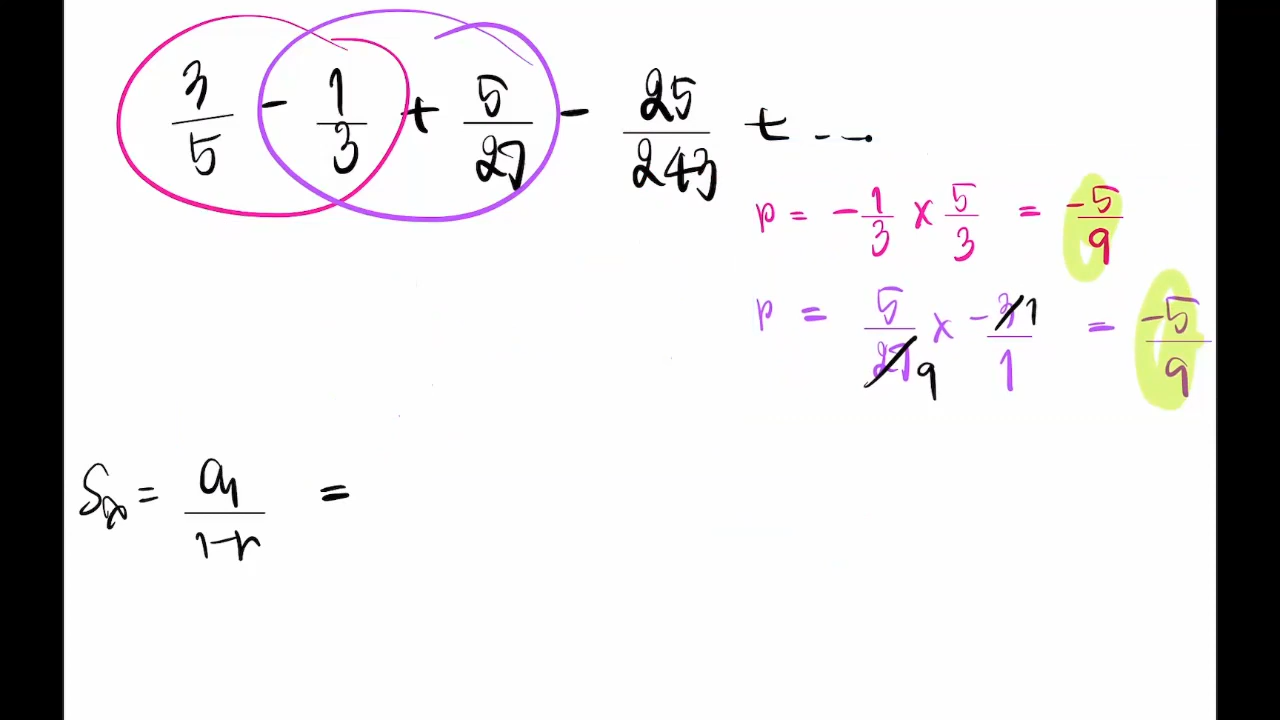 3/5 - 1/3 + 5/27 - 25/243 + ....
r = -1/3 × 5/3 = -5/9
r = 5/27 9 × -3/1 1 = -5/9
S∞ = a₁/(1-r) =